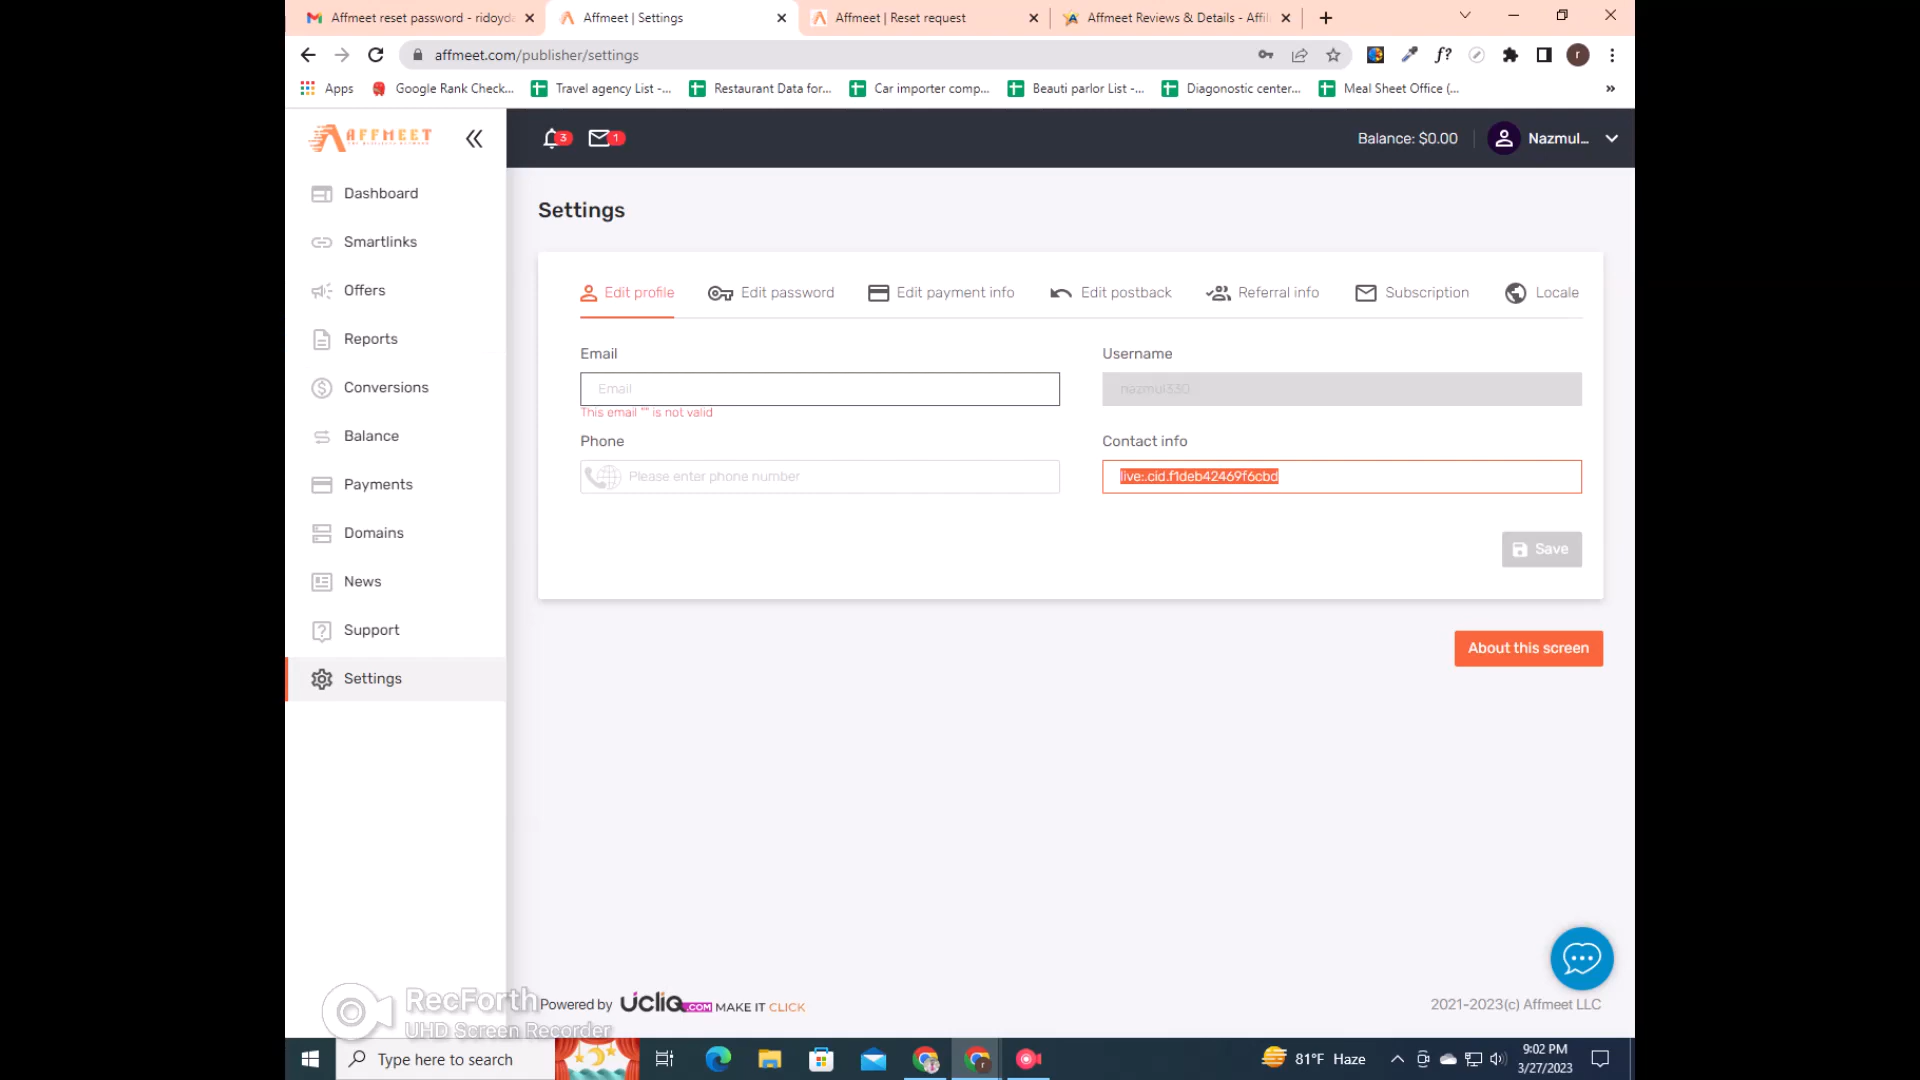 Affmeet reset password - ridoyd
Affmeet | Settings
Affmeet | Reset request
Affmeet Reviews & Details - Affil
affmeet.com/publisher/settings
f?
r
Apps
Google Rank Check...
Travel agency List -...
Restaurant Data for...
Car importer comp...
Beauti parlor List -...
Diagonostic center...
Meal Sheet Office (...
»
AFFMEET
3
1
Balance: $0.00
Nazmul...
Dashboard
Smartlinks
Offers
Reports
Conversions
Balance
Payments
Domains
News
Support
Settings
Settings
Edit profile
Edit password
Edit payment info
Edit postback
Referral info
Subscription
Locale
Email
Username
Email
nazmul330
This email "" is not valid
Phone
Contact info
Please enter phone number
live:.cid.f1deb42469f6cbd
Save
About this screen
RecForth
UHD Screen Recorder
Powered by ucliq.com MAKE IT CLICK
2021-2023(c) Affmeet LLC
Type here to search
81°F Haze
9:02 PM
3/27/2023